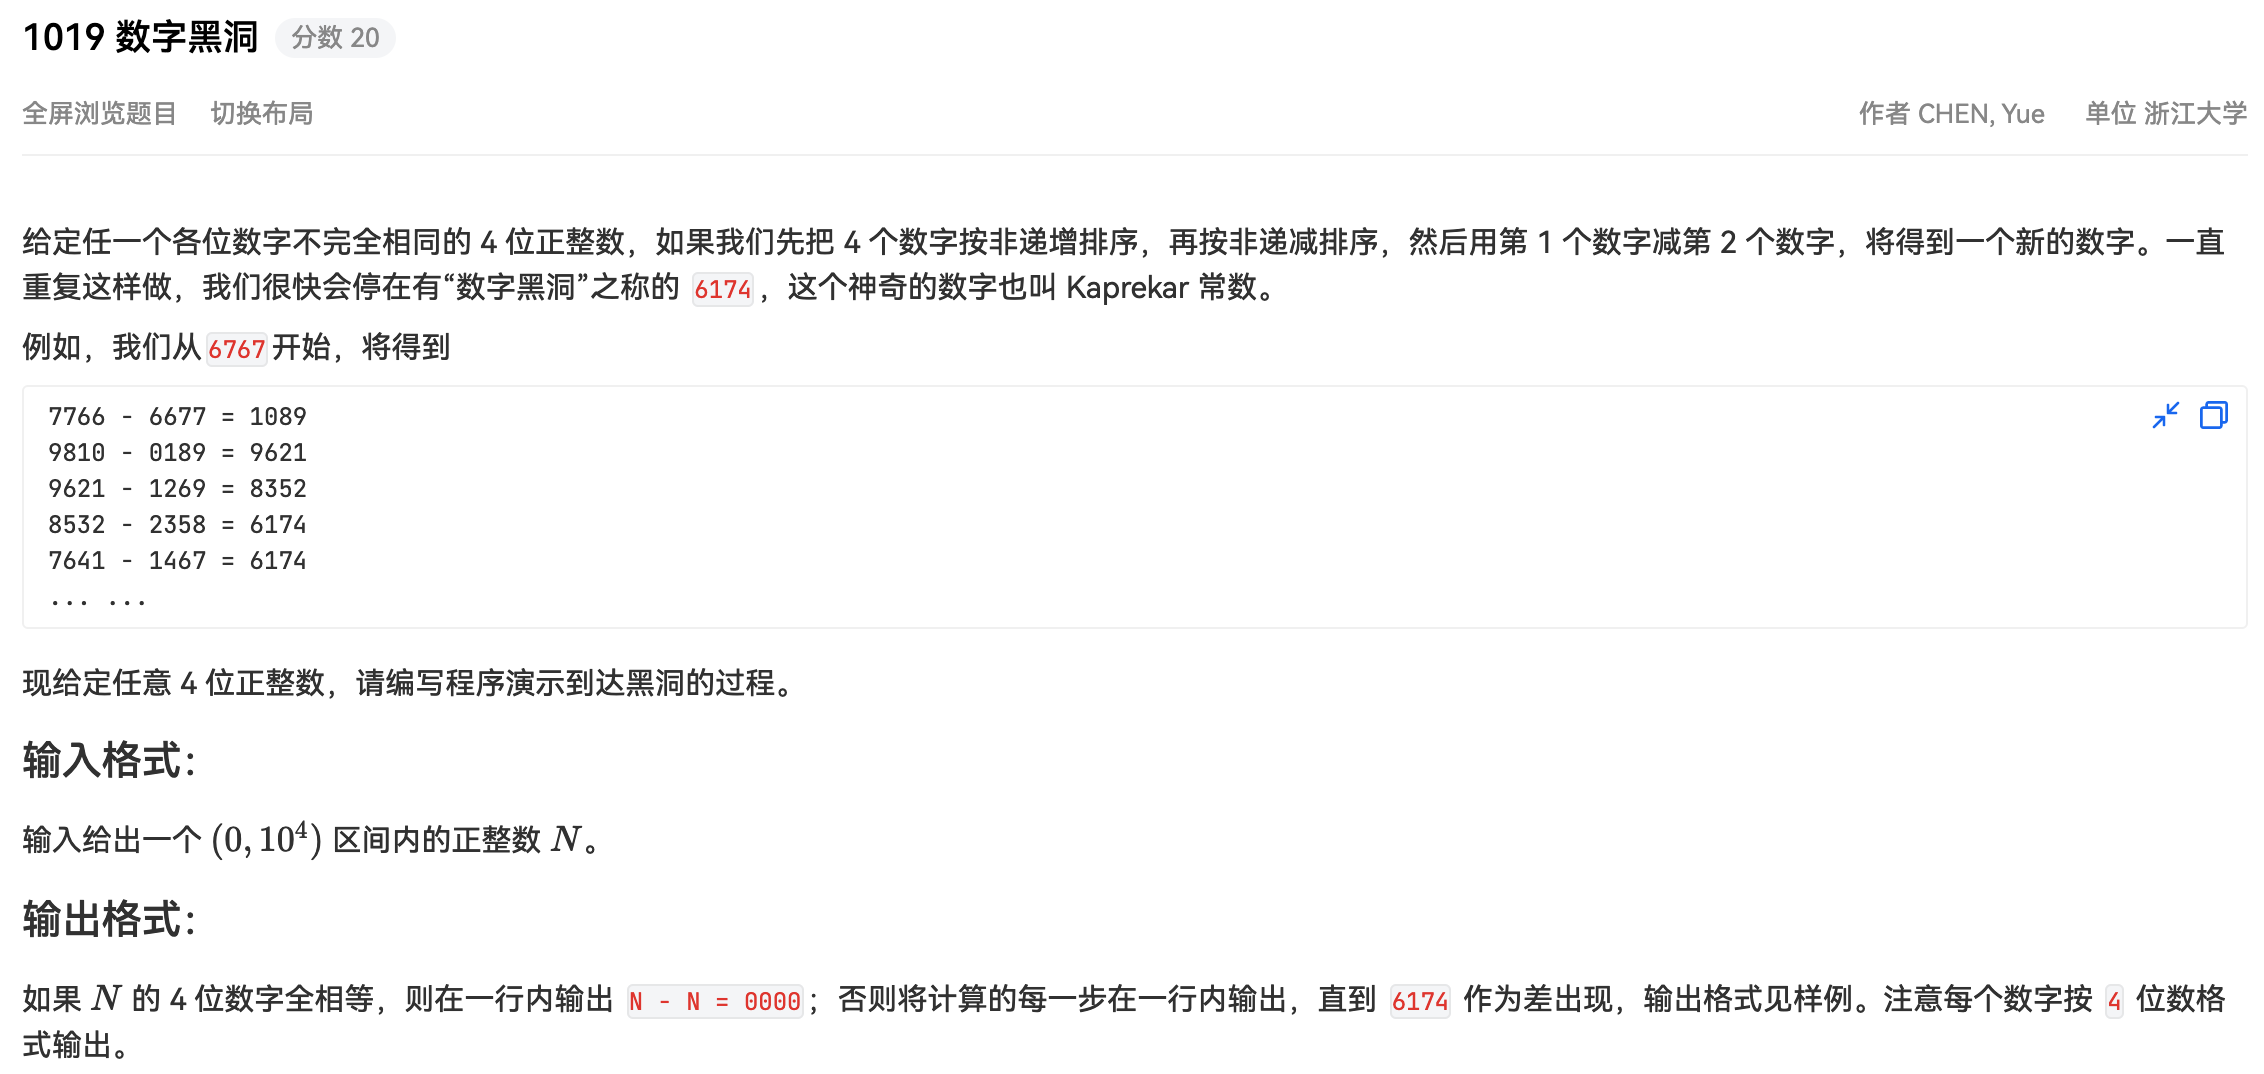 1019 数字黑洞 分数 20
全屏浏览题目 切换布局 作者 CHEN, Yue 单位 浙江大学
给定任一个各位数字不完全相同的 4 位正整数，如果我们先把 4 个数字按非递增排序，再按非递减排序，然后用第 1 个数字减第 2 个数字，将得到一个新的数字。一直
重复这样做，我们很快会停在有“数字黑洞”之称的 6174，这个神奇的数字也叫 Kaprekar 常数。
例如，我们从6767开始，将得到
7766 - 6677 = 1089
9810 - 0189 = 9621
9621 - 1269 = 8352
8532 - 2358 = 6174
7641 - 1467 = 6174
... ...
现给定任意 4 位正整数，请编写程序演示到达黑洞的过程。
输入格式：
输入给出一个 (0, 10⁴) 区间内的正整数 N。
输出格式：
如果 N 的 4 位数字全相等，则在一行内输出 N - N = 0000；否则将计算的每一步在一行内输出，直到 6174 作为差出现，输出格式见样例。注意每个数字按 4 位数格
式输出。